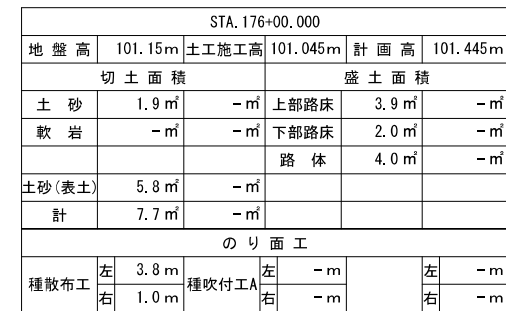 STA.176+00.000
地盤高 101.15m 土工施工高 101.045m 計画高 101.445m
切土面積 盛土面積
土砂 1.9㎡ －㎡ 上部路床 3.9㎡ －㎡
軟岩 －㎡ －㎡ 下部路床 2.0㎡ －㎡
路体 4.0㎡ －㎡
土砂(表土) 5.8㎡ －㎡
計 7.7㎡ －㎡
のり面工
種散布工 左 3.8m 種吹付工A 左 －m 左 －m
右 1.0m 右 －m 右 －m